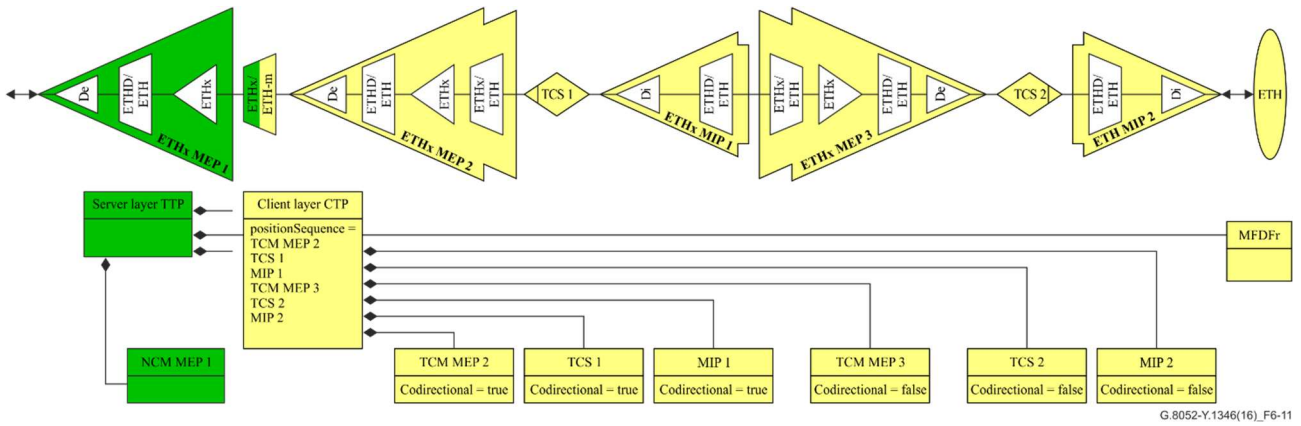 De
ETHD/
ETH
ETHx
ETHx MEP 1
ETHx/
ETH-m
De
ETHD/
ETH
ETHx
ETHx/
ETH
ETHx MEP 2
TCS 1
Di
ETHD/
ETH
ETHx MIP 1
ETHx/
ETH
ETHx
ETHD/
ETH
De
ETHx MEP 3
TCS 2
ETHD/
ETH
Di
ETH MIP 2
ETH
Server layer TTP
Client layer CTP
positionSequence =
TCM MEP 2
TCS 1
MIP 1
TCM MEP 3
TCS 2
MIP 2
MFDFr
NCM MEP 1
TCM MEP 2
Codirectional = true
TCS 1
Codirectional = true
MIP 1
Codirectional = true
TCM MEP 3
Codirectional = false
TCS 2
Codirectional = false
MIP 2
Codirectional = false
G.8052-Y.1346(16)_F6-11